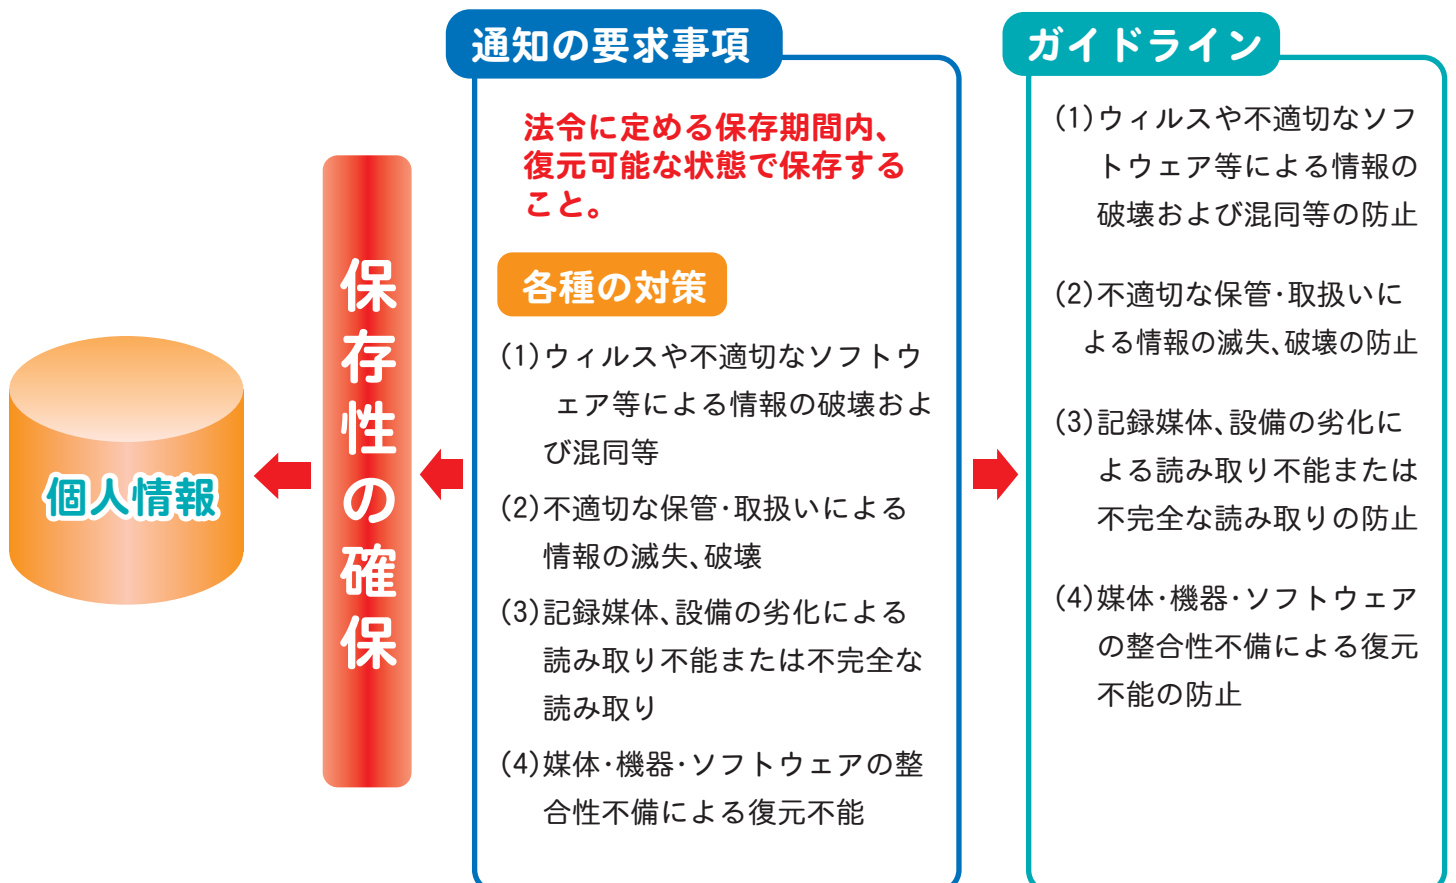 個人情報
保存性の確保
通知の要求事項
法令に定める保存期間内、
復元可能な状態で保存する
こと。
各種の対策
(1)ウィルスや不適切なソフトウ
ェア等による情報の破壊およ
び混同等
(2)不適切な保管・取扱いによる
情報の滅失、破壊
(3)記録媒体、設備の劣化による
読み取り不能または不完全な
読み取り
(4)媒体・機器・ソフトウェアの整
合性不備による復元不能
ガイドライン
(1)ウィルスや不適切なソフ
トウェア等による情報の
破壊および混同等の防止
(2)不適切な保管・取扱いに
よる情報の滅失、破壊の防止
(3)記録媒体、設備の劣化に
よる読み取り不能または
不完全な読み取りの防止
(4)媒体・機器・ソフトウェア
の整合性不備による復元
不能の防止